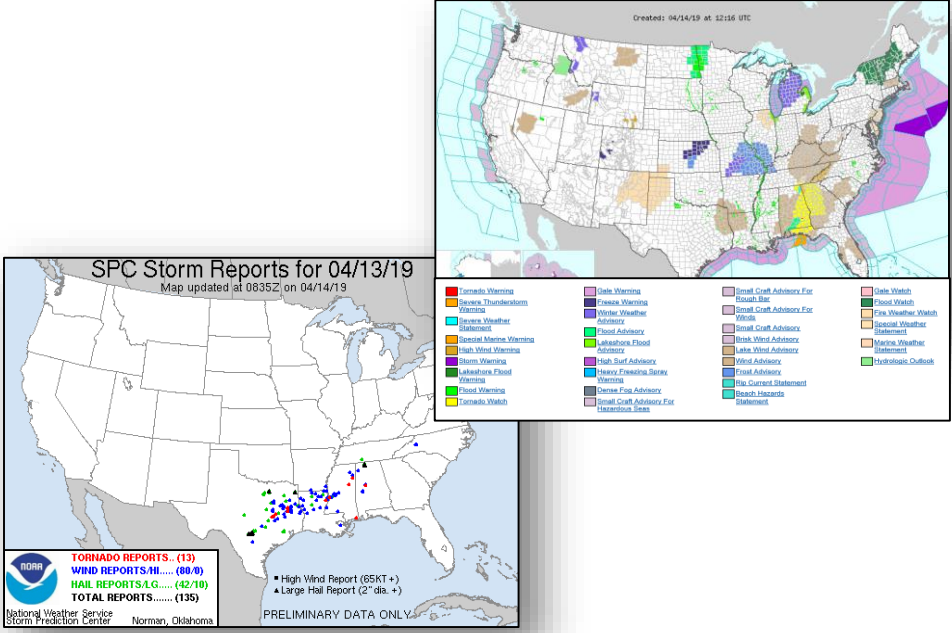 Created: 04/14/19 at 12:16 UTC
Tornado Warning
Severe Thunderstorm
Warning
Severe Weather
Statement
Special Marine Warning
High Wind Warning
Storm Warning
Lakeshore Flood
Warning
Flood Warning
Tornado Watch
Gale Warning
Freeze Warning
Winter Weather
Advisory
Flood Advisory
Lakeshore Flood
Advisory
High Surf Advisory
Heavy Freezing Spray
Warning
Dense Fog Advisory
Small Craft Advisory For
Hazardous Seas
Small Craft Advisory For
Rough Bar
Small Craft Advisory For
Winds
Small Craft Advisory
Brisk Wind Advisory
Lake Wind Advisory
Wind Advisory
Frost Advisory
Rip Current Statement
Beach Hazards
Statement
Gale Watch
Flood Watch
Fire Weather Watch
Special Weather
Statement
Marine Weather
Statement
Hydrologic Outlook
SPC Storm Reports for 04/13/19
Map updated at 0835Z on 04/14/19
NOAA
TORNADO REPORTS.. (13)
WIND REPORTS/HI..... (80/0)
HAIL REPORTS/LG..... (42/10)
TOTAL REPORTS....... (135)
National Weather Service
Storm Prediction Center Norman, Oklahoma
High Wind Report (65KT +)
Large Hail Report (2" dia. +)
PRELIMINARY DATA ONLY